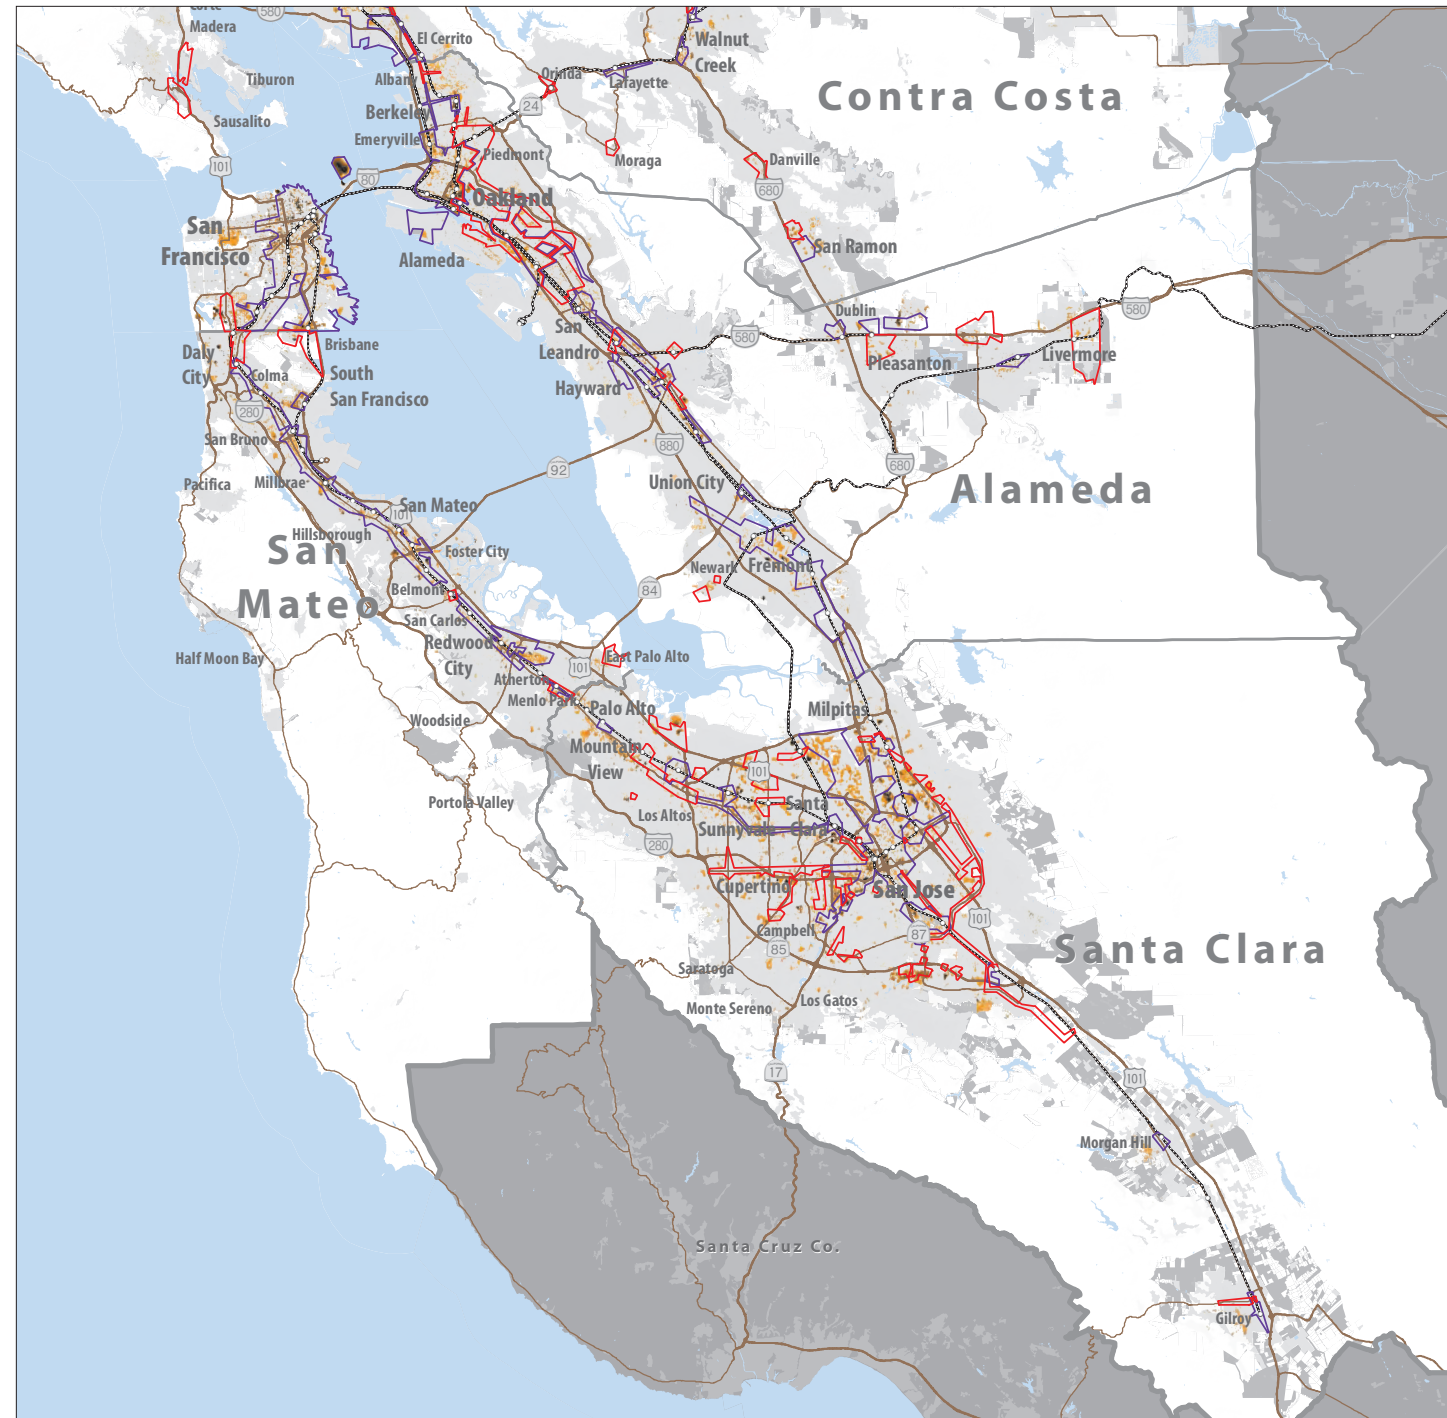 Corte
Madera
580
El Cerrito
Walnut
Creek
Tiburon
Albany
Orinda
Lafayette
Contra Costa
Sausalito
Berkeley
24
Emeryville
101
80
Piedmont
Moraga
Danville
680
Oakland
San
Francisco
Alameda
San Ramon
580
Dublin
San
Leandro
580
Daly
City
Brisbane
Colma
South
San Francisco
Hayward
Pleasanton
Livermore
280
San Bruno
880
680
92
Pacifica
Millbrae
Union City
Alameda
San Mateo
101
Hillsborough
San
Mateo
Foster City
Newark
Fremont
Belmont
84
San Carlos
Redwood
City
Half Moon Bay
101
East Palo Alto
Atherton
Menlo Park
Palo Alto
Milpitas
Woodside
Mountain
View
101
Portola Valley
Los Altos
Santa
Clara
Sunnyvale
280
Cupertino
San Jose
101
Campbell
87
85
Santa Clara
Saratoga
Monte Sereno
Los Gatos
17
101
Morgan Hill
Santa Cruz Co.
Gilroy